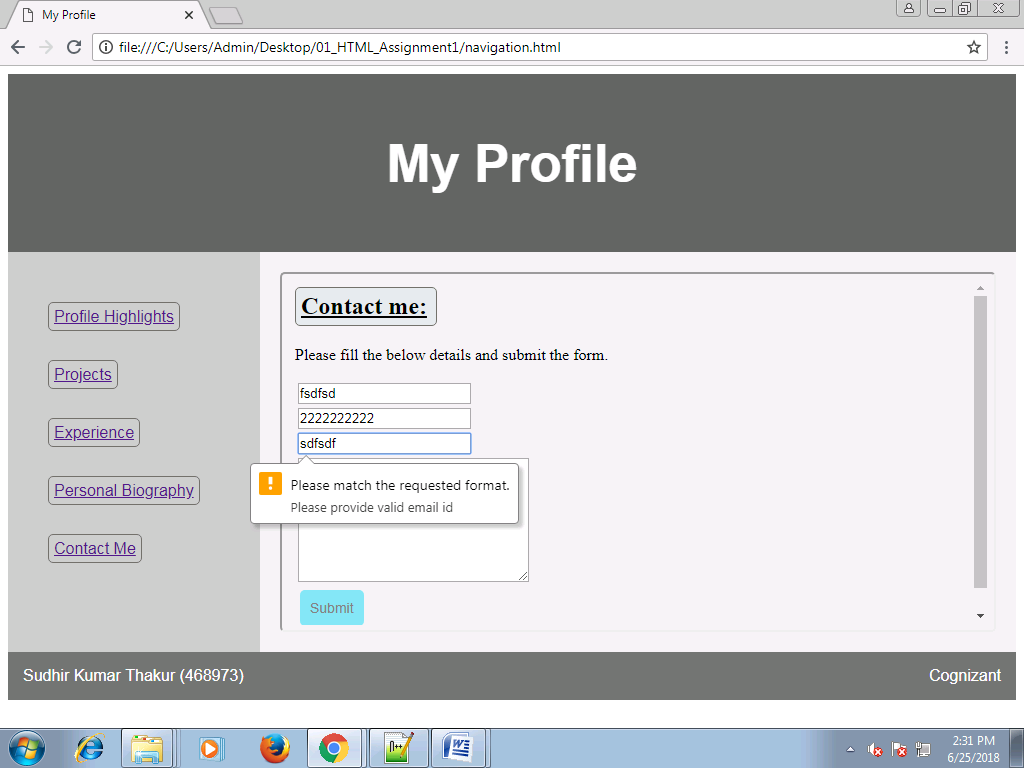 My Profile
file:///C:/Users/Admin/Desktop/01_HTML_Assignment1/navigation.html
My Profile
Profile Highlights
Projects
Experience
Personal Biography
Contact Me
Contact me:
Please fill the below details and submit the form.
fsdfsd
2222222222
sdfsdf
! Please match the requested format.
Please provide valid email id
Submit
Sudhir Kumar Thakur (468973) Cognizant
2:31 PM
6/25/2018